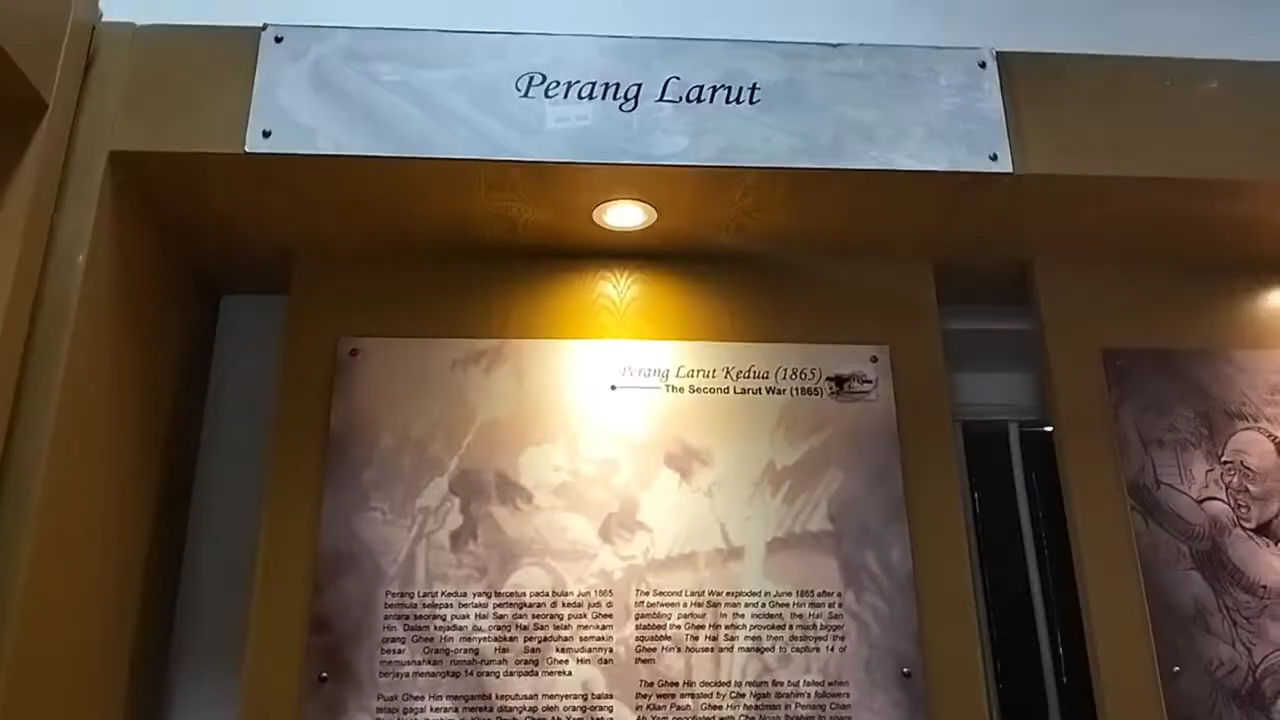 Perang Larut
Perang Larut Kedua (1865)
The Second Larut War (1865)
Perang Larut Kedua yang tercetus pada bulan Jun 1865
bermula selepas berlaku pertengkaran di kedai judi di
antara seorang puak Hai San dan seorang puak Ghee
Hin. Dalam kejadian itu, orang Hai San telah menikam
orang Ghee Hin menyebabkan pergaduhan semakin
besar. Orang-orang Hai San kemudiannya
memusnahkan rumah-rumah orang Ghee Hin dan
berjaya menangkap 14 orang daripada mereka.
Puak Ghee Hin mengambil keputusan menyerang balas
tetapi gagal kerana mereka ditangkap oleh orang-orang
The Second Larut War exploded in June 1865 after a
tiff between a Hai San man and a Ghee Hin man at a
gambling parlour. In the incident, the Hai San
stabbed the Ghee Hin which provoked a much bigger
squabble. The Hai San men then destroyed the
Ghee Hin's houses and managed to capture 14 of
them.
The Ghee Hin decided to return fire but failed when
they were arrested by Che Ngah Ibrahim's followers
in Klian Pauh. Ghee Hin headman in Penang Chan
Ah Yam negotiated with Che Ngah Ibrahim to spare